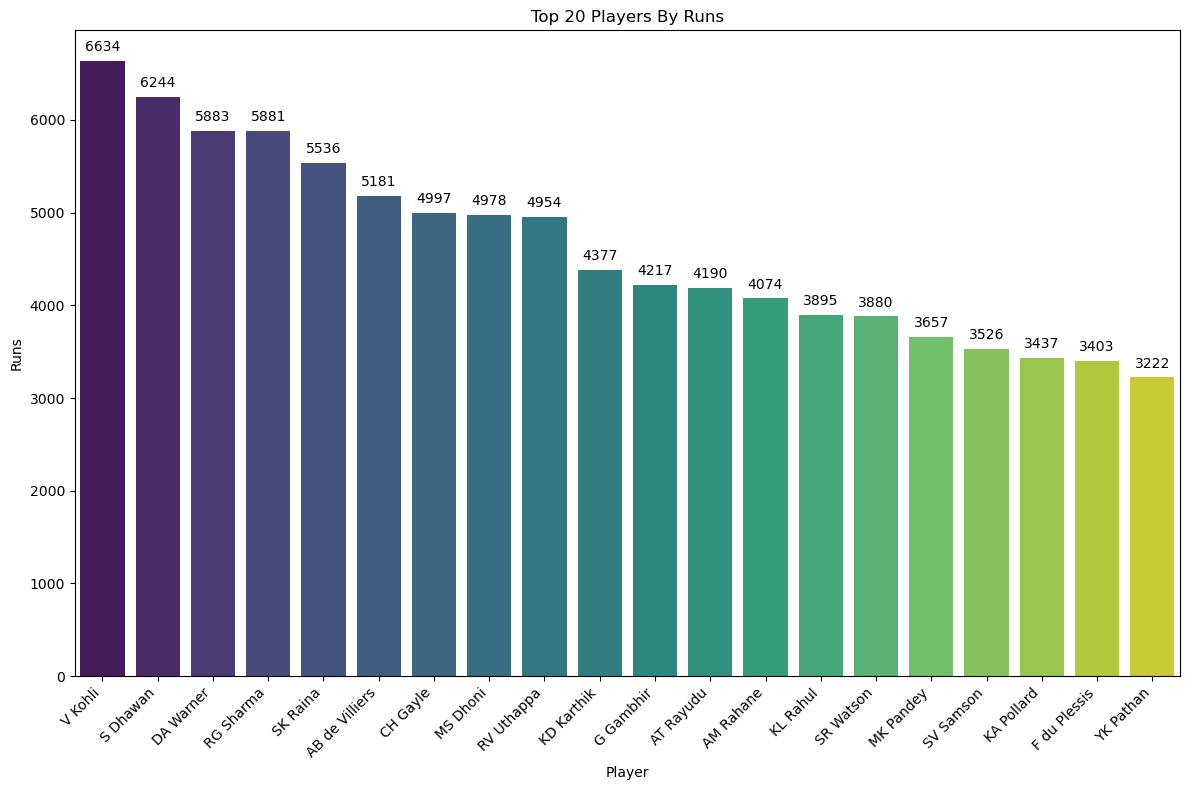 Top 20 Players By Runs
6634
6244
5883
5881
5536
5181
4997
4978
4954
4377
4217
4190
4074
3895
3880
3657
3526
3437
3403
3222
6000
5000
4000
3000
2000
1000
0
Runs
V Kohli
S Dhawan
DA Warner
RG Sharma
SK Raina
AB de Villiers
CH Gayle
MS Dhoni
RV Uthappa
KD Karthik
G Gambhir
AT Rayudu
AM Rahane
KL Rahul
SR Watson
MK Pandey
SV Samson
KA Pollard
F du Plessis
YK Pathan
Player